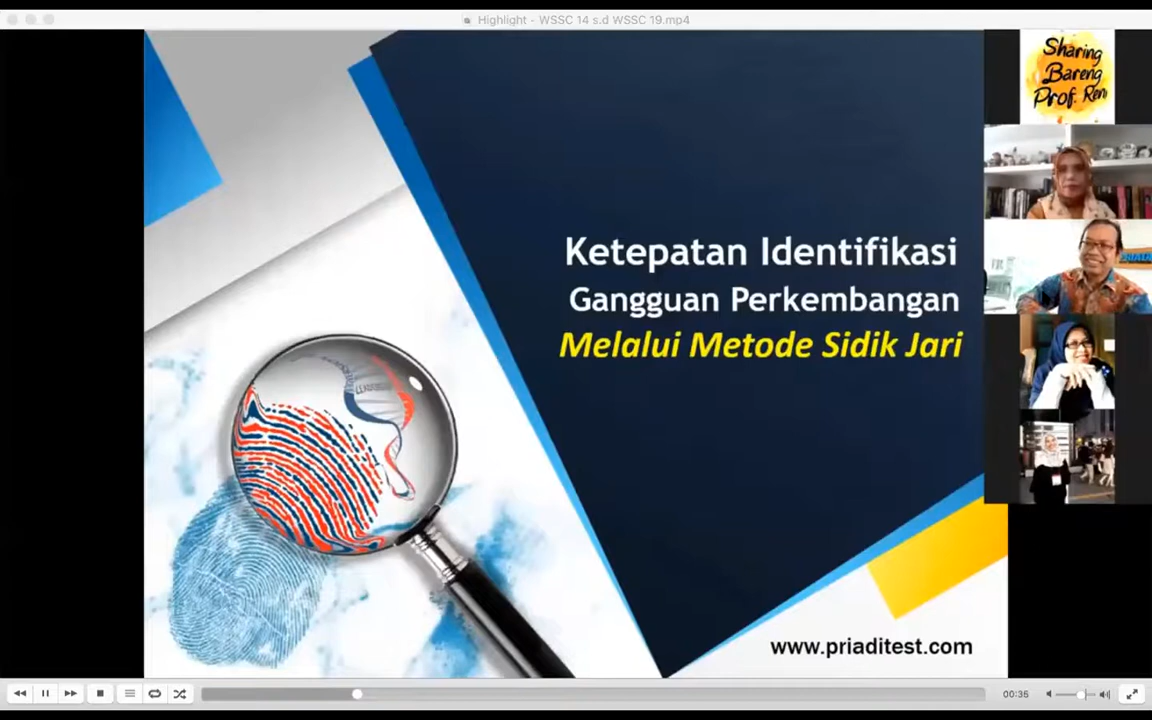 Highlight - WSSC 14 s.d WSSC 19.mp4
Sharing
Bareng
Prof. Reni
Ketepatan Identifikasi
Gangguan Perkembangan
Melalui Metode Sidik Jari
www.priaditest.com
00:35